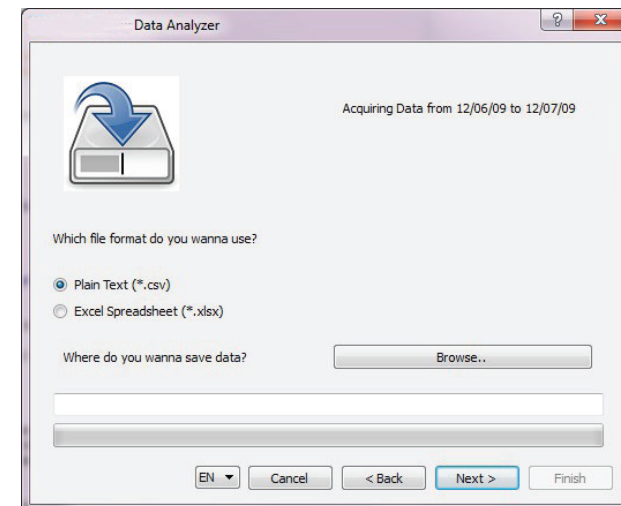 Data Analyzer
?
X
Acquiring Data from 12/06/09 to 12/07/09
Which file format do you wanna use?
Plain Text (*.csv)
Excel Spreadsheet (*.xlsx)
Where do you wanna save data? Browse..
EN Cancel < Back Next > Finish